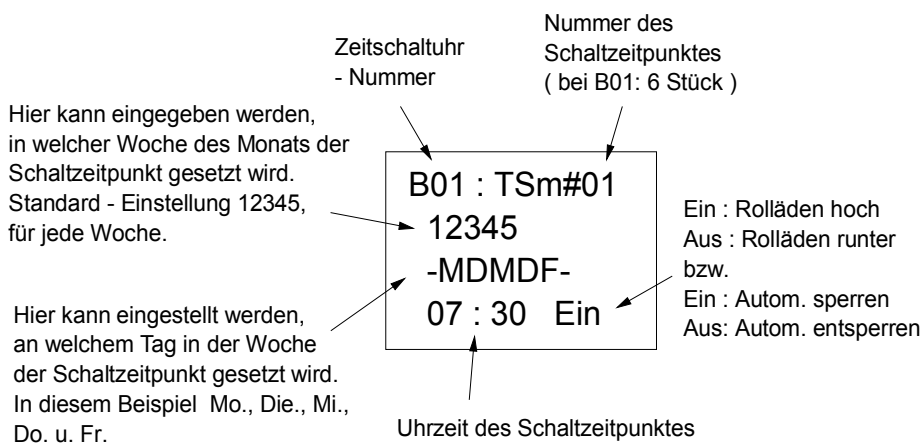 Nummer des
Schaltzeitpunktes
( bei B01: 6 Stück )
Zeitschaltuhr
- Nummer
Hier kann eingegeben werden,
in welcher Woche des Monats der
Schaltzeitpunkt gesetzt wird.
Standard - Einstellung 12345,
für jede Woche.
B01 : TSm#01
12345
-MDMDF-
07 : 30 Ein
Ein : Rolläden hoch
Aus : Rolläden runter
bzw.
Ein : Autom. sperren
Aus: Autom. entsperren
Hier kann eingestellt werden,
an welchem Tag in der Woche
der Schaltzeitpunkt gesetzt wird.
In diesem Beispiel Mo., Die., Mi.,
Do. u. Fr.
Uhrzeit des Schaltzeitpunktes